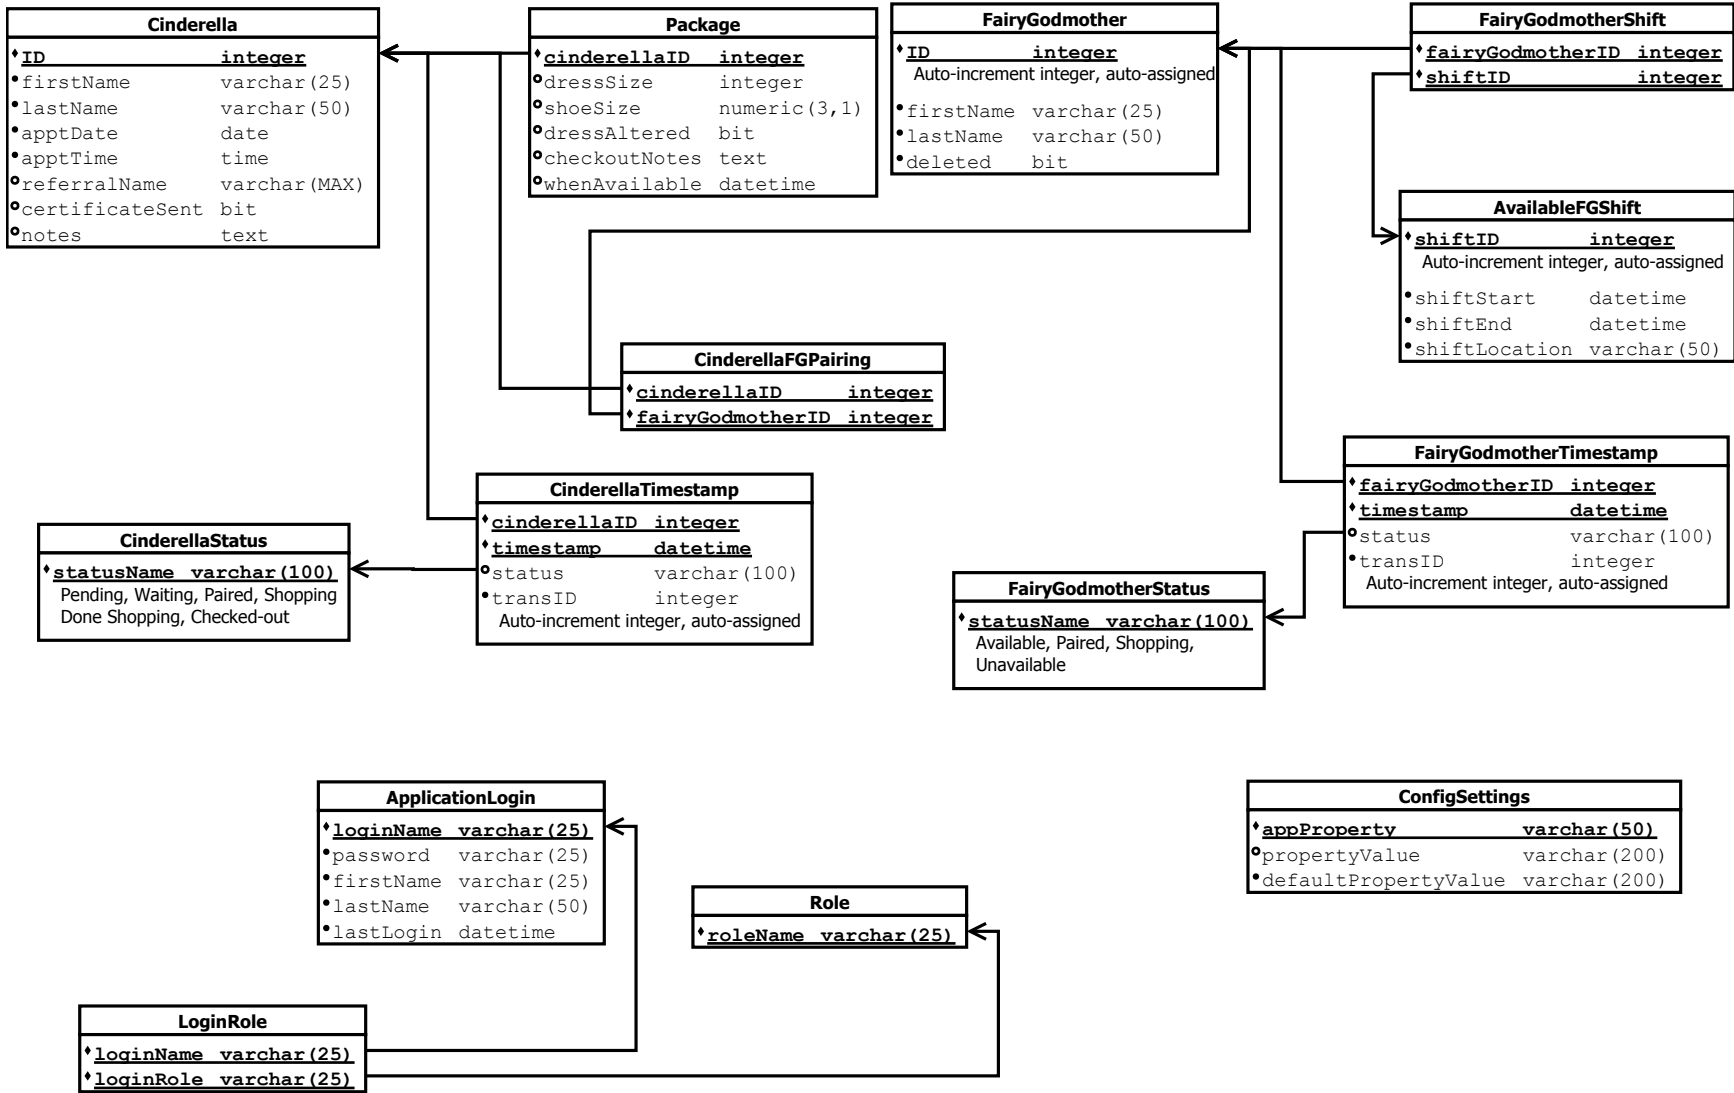 Cinderella
ID integer
firstName varchar(25)
lastName varchar(50)
apptDate date
apptTime time
referralName varchar(MAX)
certificateSent bit
notes text
Package
cinderellaID integer
dressSize integer
shoeSize numeric(3,1)
dressAltered bit
checkoutNotes text
whenAvailable datetime
FairyGodmother
ID integer
Auto-increment integer, auto-assigned
firstName varchar(25)
lastName varchar(50)
deleted bit
FairyGodmotherShift
fairyGodmotherID integer
shiftID integer
AvailableFGShift
shiftID integer
Auto-increment integer, auto-assigned
shiftStart datetime
shiftEnd datetime
shiftLocation varchar(50)
CinderellaFGPairing
cinderellaID integer
fairyGodmotherID integer
CinderellaTimestamp
cinderellaID integer
timestamp datetime
status varchar(100)
transID integer
Auto-increment integer, auto-assigned
CinderellaStatus
statusName varchar(100)
Pending, Waiting, Paired, Shopping
Done Shopping, Checked-out
FairyGodmotherTimestamp
fairyGodmotherID integer
timestamp datetime
status varchar(100)
transID integer
Auto-increment integer, auto-assigned
FairyGodmotherStatus
statusName varchar(100)
Available, Paired, Shopping,
Unavailable
ApplicationLogin
loginName varchar(25)
password varchar(25)
firstName varchar(25)
lastName varchar(50)
lastLogin datetime
Role
roleName varchar(25)
ConfigSettings
appProperty varchar(50)
propertyValue varchar(200)
defaultPropertyValue varchar(200)
LoginRole
loginName varchar(25)
loginRole varchar(25)